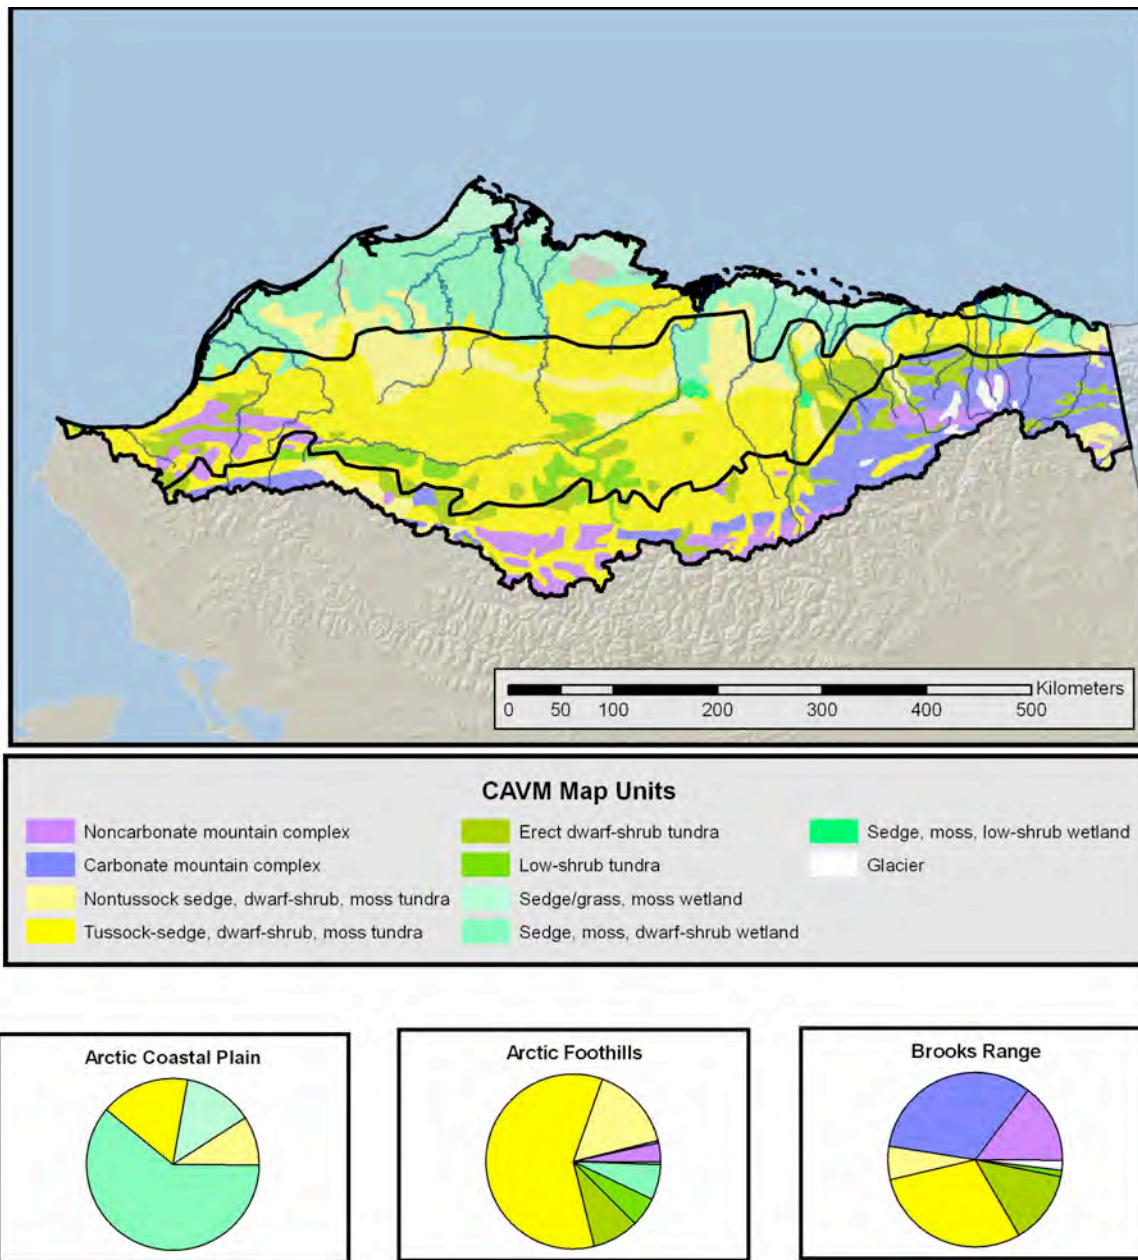 Kilometers
0 50 100 200 300 400 500
CAVM Map Units
Noncarbonate mountain complex
Carbonate mountain complex
Nontussock sedge, dwarf-shrub, moss tundra
Tussock-sedge, dwarf-shrub, moss tundra
Erect dwarf-shrub tundra
Low-shrub tundra
Sedge/grass, moss wetland
Sedge, moss, dwarf-shrub wetland
Sedge, moss, low-shrub wetland
Glacier
Arctic Coastal Plain
Arctic Foothills
Brooks Range